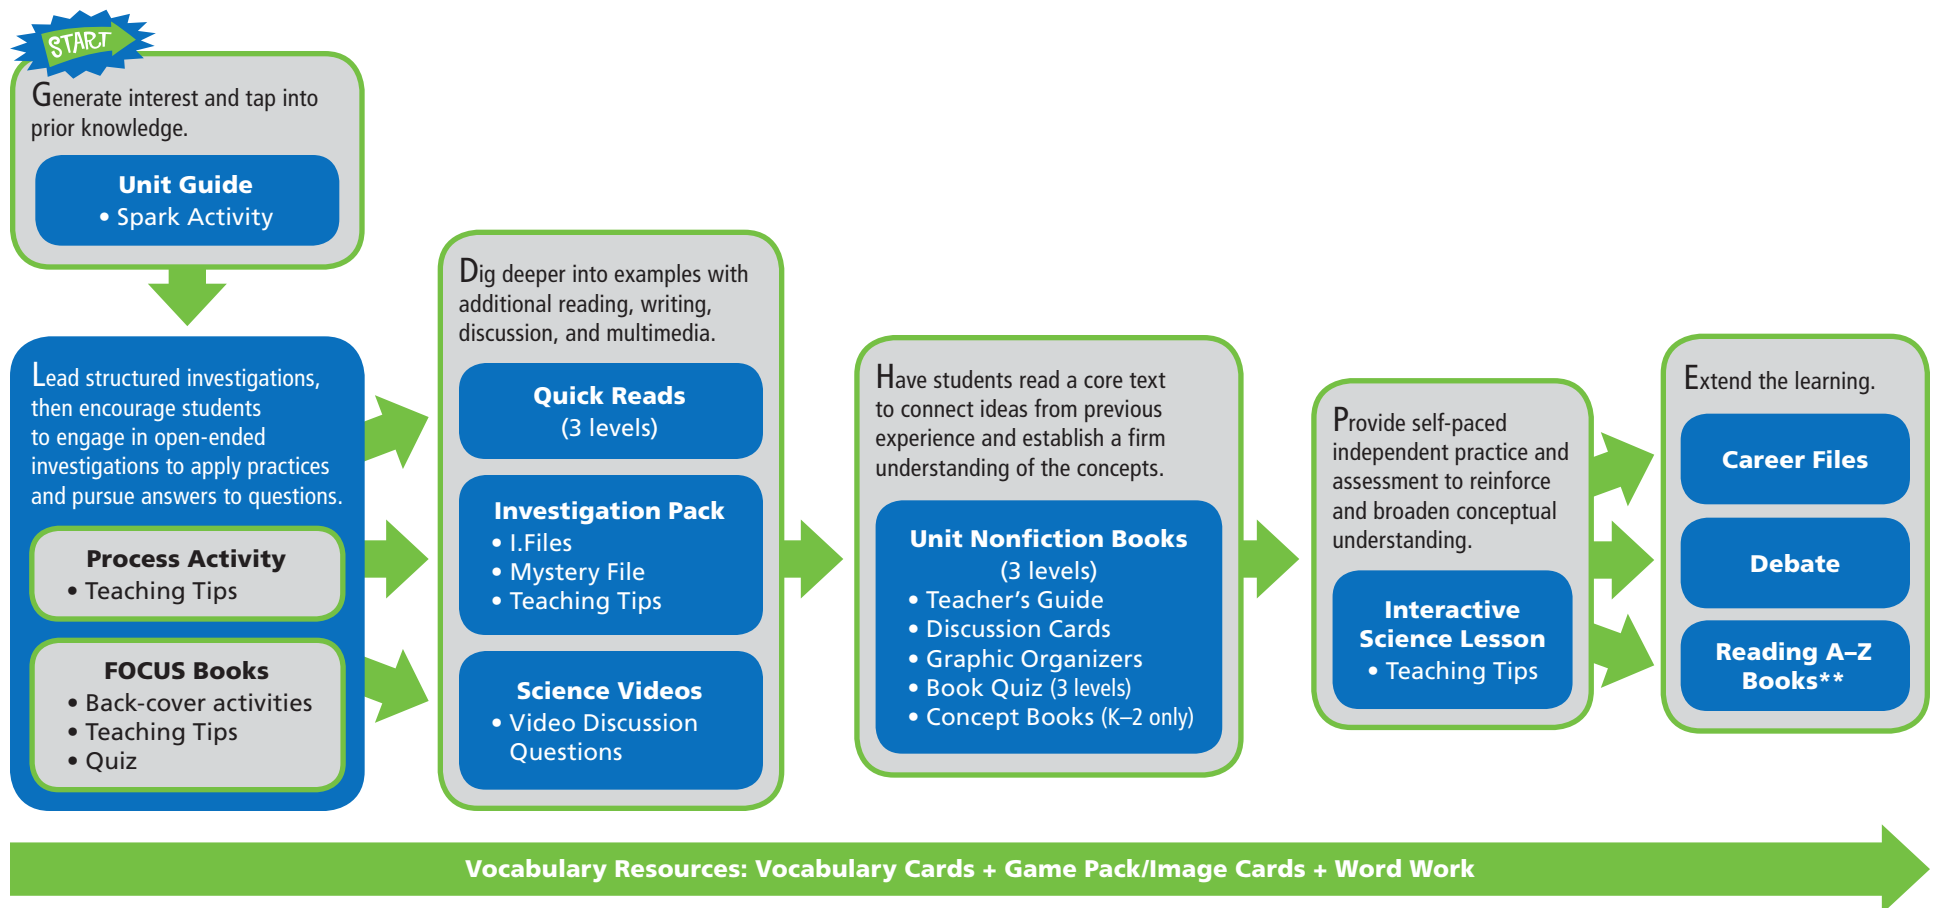 START
Generate interest and tap into
prior knowledge.
Unit Guide
• Spark Activity
Lead structured investigations,
then encourage students
to engage in open-ended
investigations to apply practices
and pursue answers to questions.
Process Activity
• Teaching Tips
FOCUS Books
• Back-cover activities
• Teaching Tips
• Quiz
Dig deeper into examples with
additional reading, writing,
discussion, and multimedia.
Quick Reads
(3 levels)
Investigation Pack
• I.Files
• Mystery File
• Teaching Tips
Science Videos
• Video Discussion
Questions
Have students read a core text
to connect ideas from previous
experience and establish a firm
understanding of the concepts.
Unit Nonfiction Books
(3 levels)
• Teacher’s Guide
• Discussion Cards
• Graphic Organizers
• Book Quiz (3 levels)
• Concept Books (K–2 only)
Provide self-paced
independent practice and
assessment to reinforce
and broaden conceptual
understanding.
Interactive
Science Lesson
• Teaching Tips
Extend the learning.
Career Files
Debate
Reading A–Z
Books**
Vocabulary Resources: Vocabulary Cards + Game Pack/Image Cards + Word Work